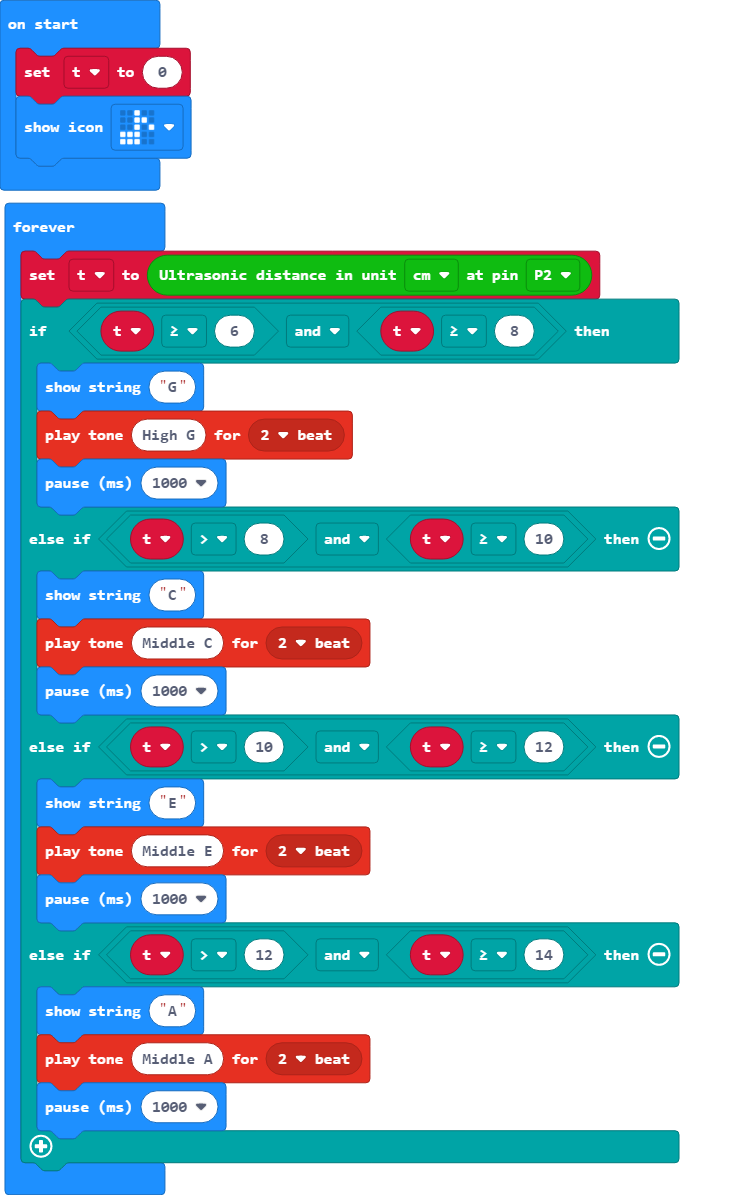 on start
set t to 0
show icon
forever
set t to Ultrasonic distance in unit cm at pin P2
if t ≥ 6 and t ≥ 8 then
show string "G"
play tone High G for 2 beat
pause (ms) 1000
else if t > 8 and t ≥ 10 then
show string "C"
play tone Middle C for 2 beat
pause (ms) 1000
else if t > 10 and t ≥ 12 then
show string "E"
play tone Middle E for 2 beat
pause (ms) 1000
else if t > 12 and t ≥ 14 then
show string "A"
play tone Middle A for 2 beat
pause (ms) 1000